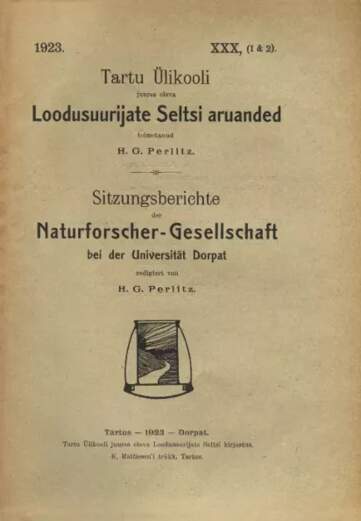 1923. XXX, (1 & 2).
Tartu Ülikooli
juures oleva
Loodusuurijate Seltsi aruanded
toimetanud
H. G. Perlitz.
Sitzungsberichte
der
Naturforscher-Gesellschaft
bei der Universität Dorpat
redigiert von
H. G. Perlitz.
Tartus — 1923 — Dorpat.
Tartu Ülikooli juures oleva Loodusuurijate Seltsi kirjastus.
K. Mattiesen'i trükk, Tartus.